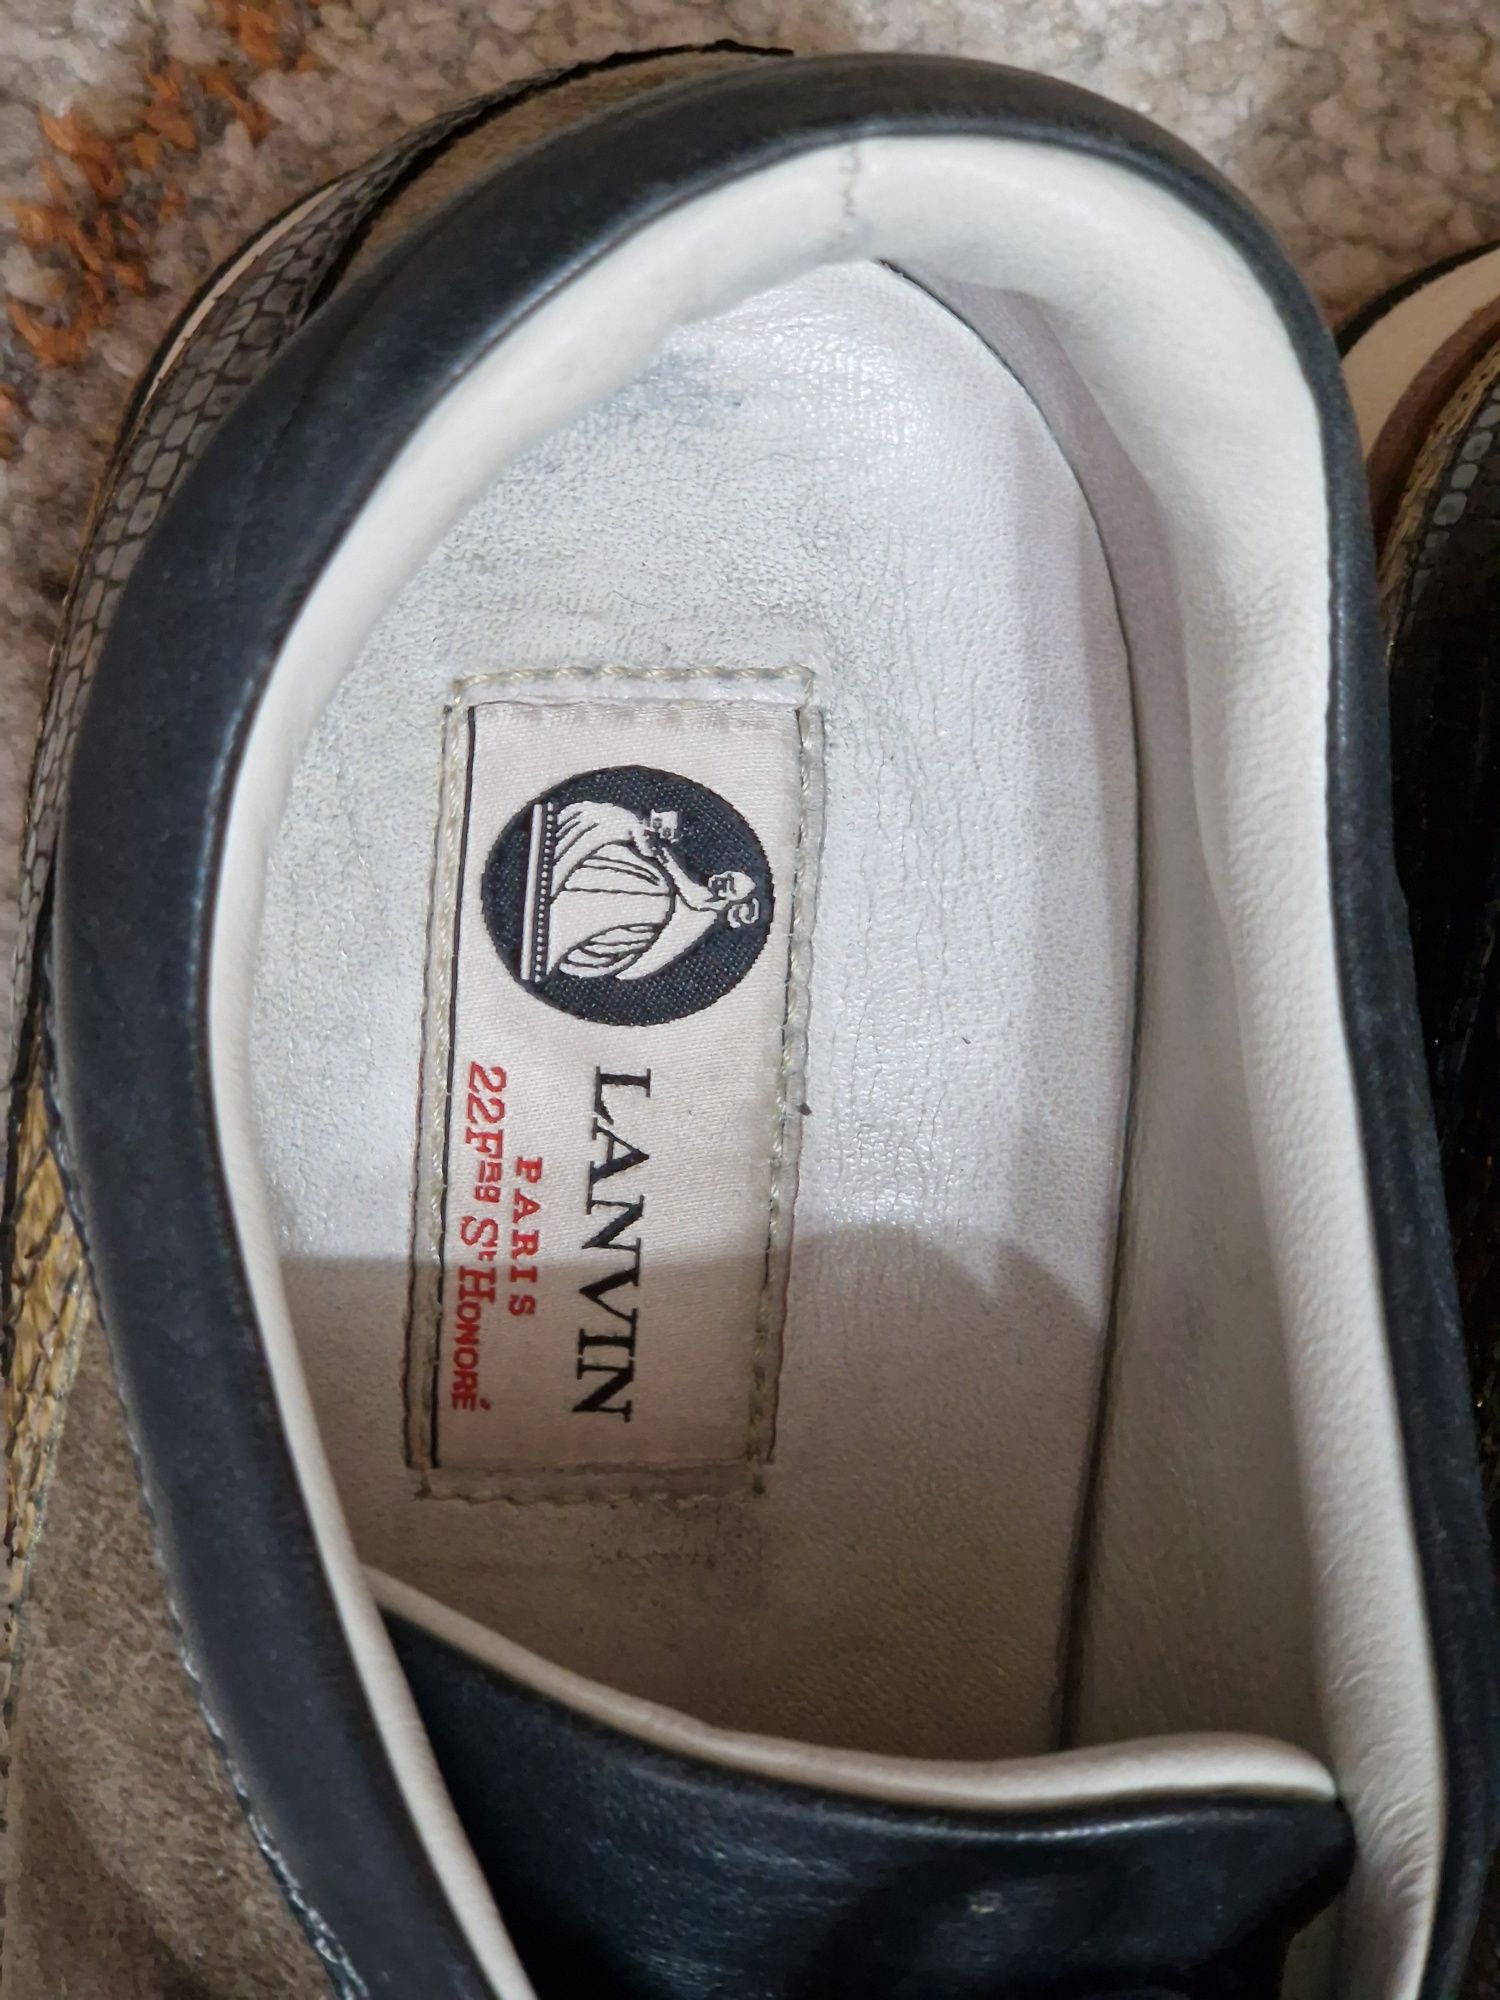 LANVIN
PARIS
22 FBG ST HONORÉ